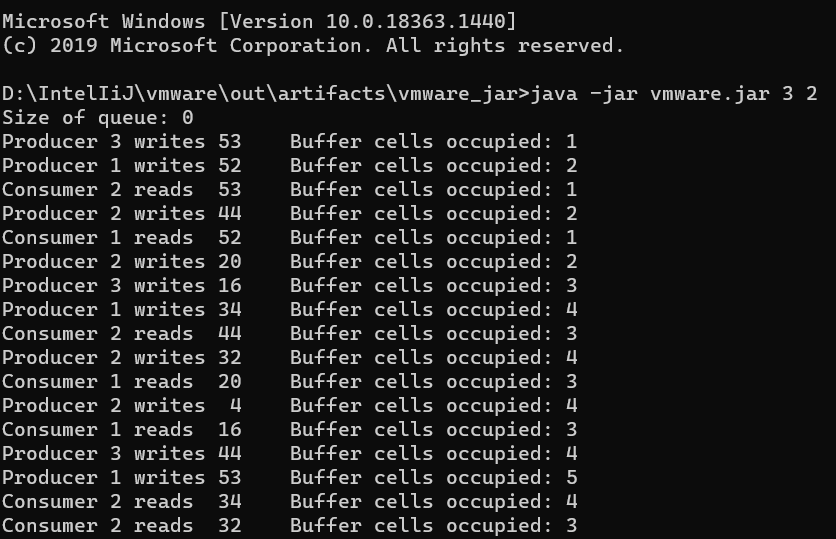 Microsoft Windows [Version 10.0.18363.1440]
(c) 2019 Microsoft Corporation. All rights reserved.
D:\IntelIiJ\vmware\out\artifacts\vmware_jar>java -jar vmware.jar 3 2
Size of queue: 0
Producer 3 writes 53    Buffer cells occupied: 1
Producer 1 writes 52    Buffer cells occupied: 2
Consumer 2 reads  53    Buffer cells occupied: 1
Producer 2 writes 44    Buffer cells occupied: 2
Consumer 1 reads  52    Buffer cells occupied: 1
Producer 2 writes 20    Buffer cells occupied: 2
Producer 3 writes 16    Buffer cells occupied: 3
Producer 1 writes 34    Buffer cells occupied: 4
Consumer 2 reads  44    Buffer cells occupied: 3
Producer 2 writes 32    Buffer cells occupied: 4
Consumer 1 reads  20    Buffer cells occupied: 3
Producer 2 writes  4    Buffer cells occupied: 4
Consumer 1 reads  16    Buffer cells occupied: 3
Producer 3 writes 44    Buffer cells occupied: 4
Producer 1 writes 53    Buffer cells occupied: 5
Consumer 2 reads  34    Buffer cells occupied: 4
Consumer 2 reads  32    Buffer cells occupied: 3